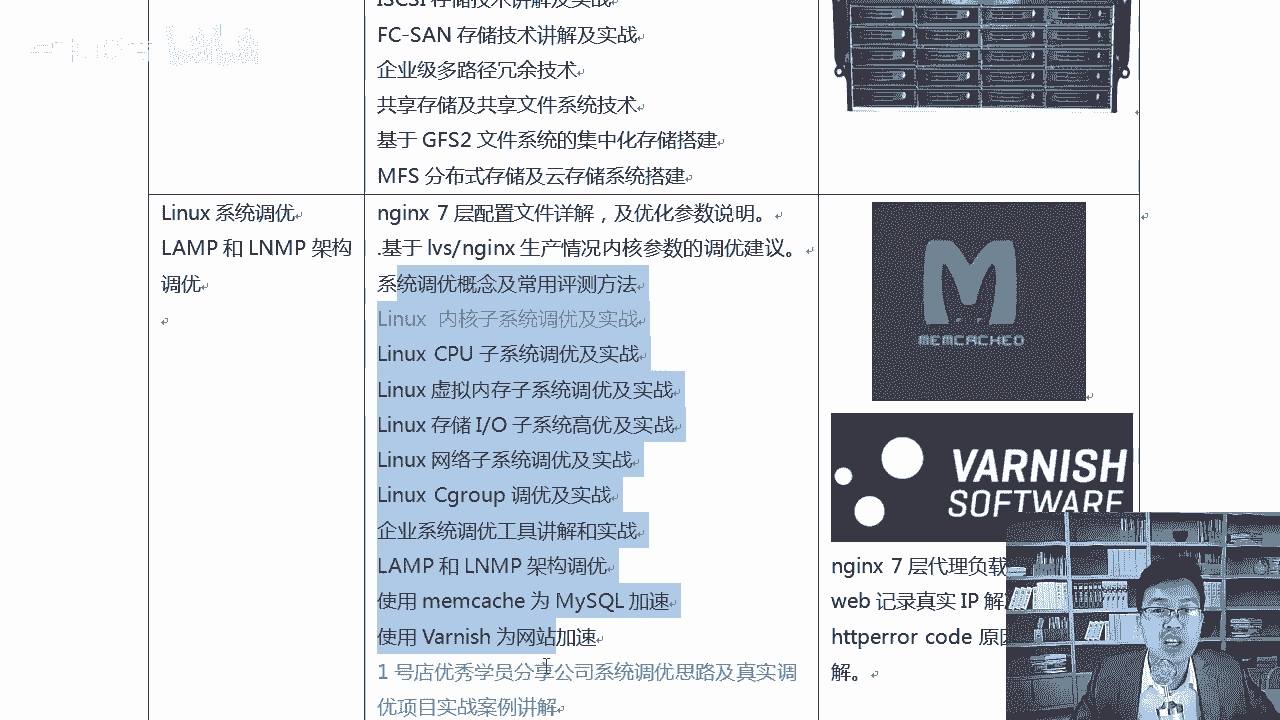 ISCSI 存储技术讲解及实战
FC-SAN 存储技术讲解及实战
企业级多路径冗余技术
共享存储及共享文件系统技术
基于 GFS2 文件系统的集中化存储搭建
MFS 分布式存储及云存储系统搭建
Linux 系统调优
LAMP 和 LNMP 架构
调优
nginx 7 层配置文件详解，及优化参数说明。
.基于 lvs/nginx 生产情况内核参数的调优建议。
系统调优概念及常用评测方法
Linux 内核子系统调优及实战
Linux CPU 子系统调优及实战
Linux 虚拟内存子系统调优及实战
Linux 存储 I/O 子系统高优及实战
Linux 网络子系统调优及实战
Linux Cgroup 调优及实战
企业系统调优工具讲解和实战
LAMP 和 LNMP 架构调优
使用 memcache 为 MySQL 加速
使用 Varnish 为网站加速
1 号店优秀学员分享公司系统调优思路及真实调
优项目实战案例讲解
MEMCACHED
VARNISH
SOFTWARE
nginx 7 层代理负载
web 记录真实 IP 解
httperror code 原因
解。